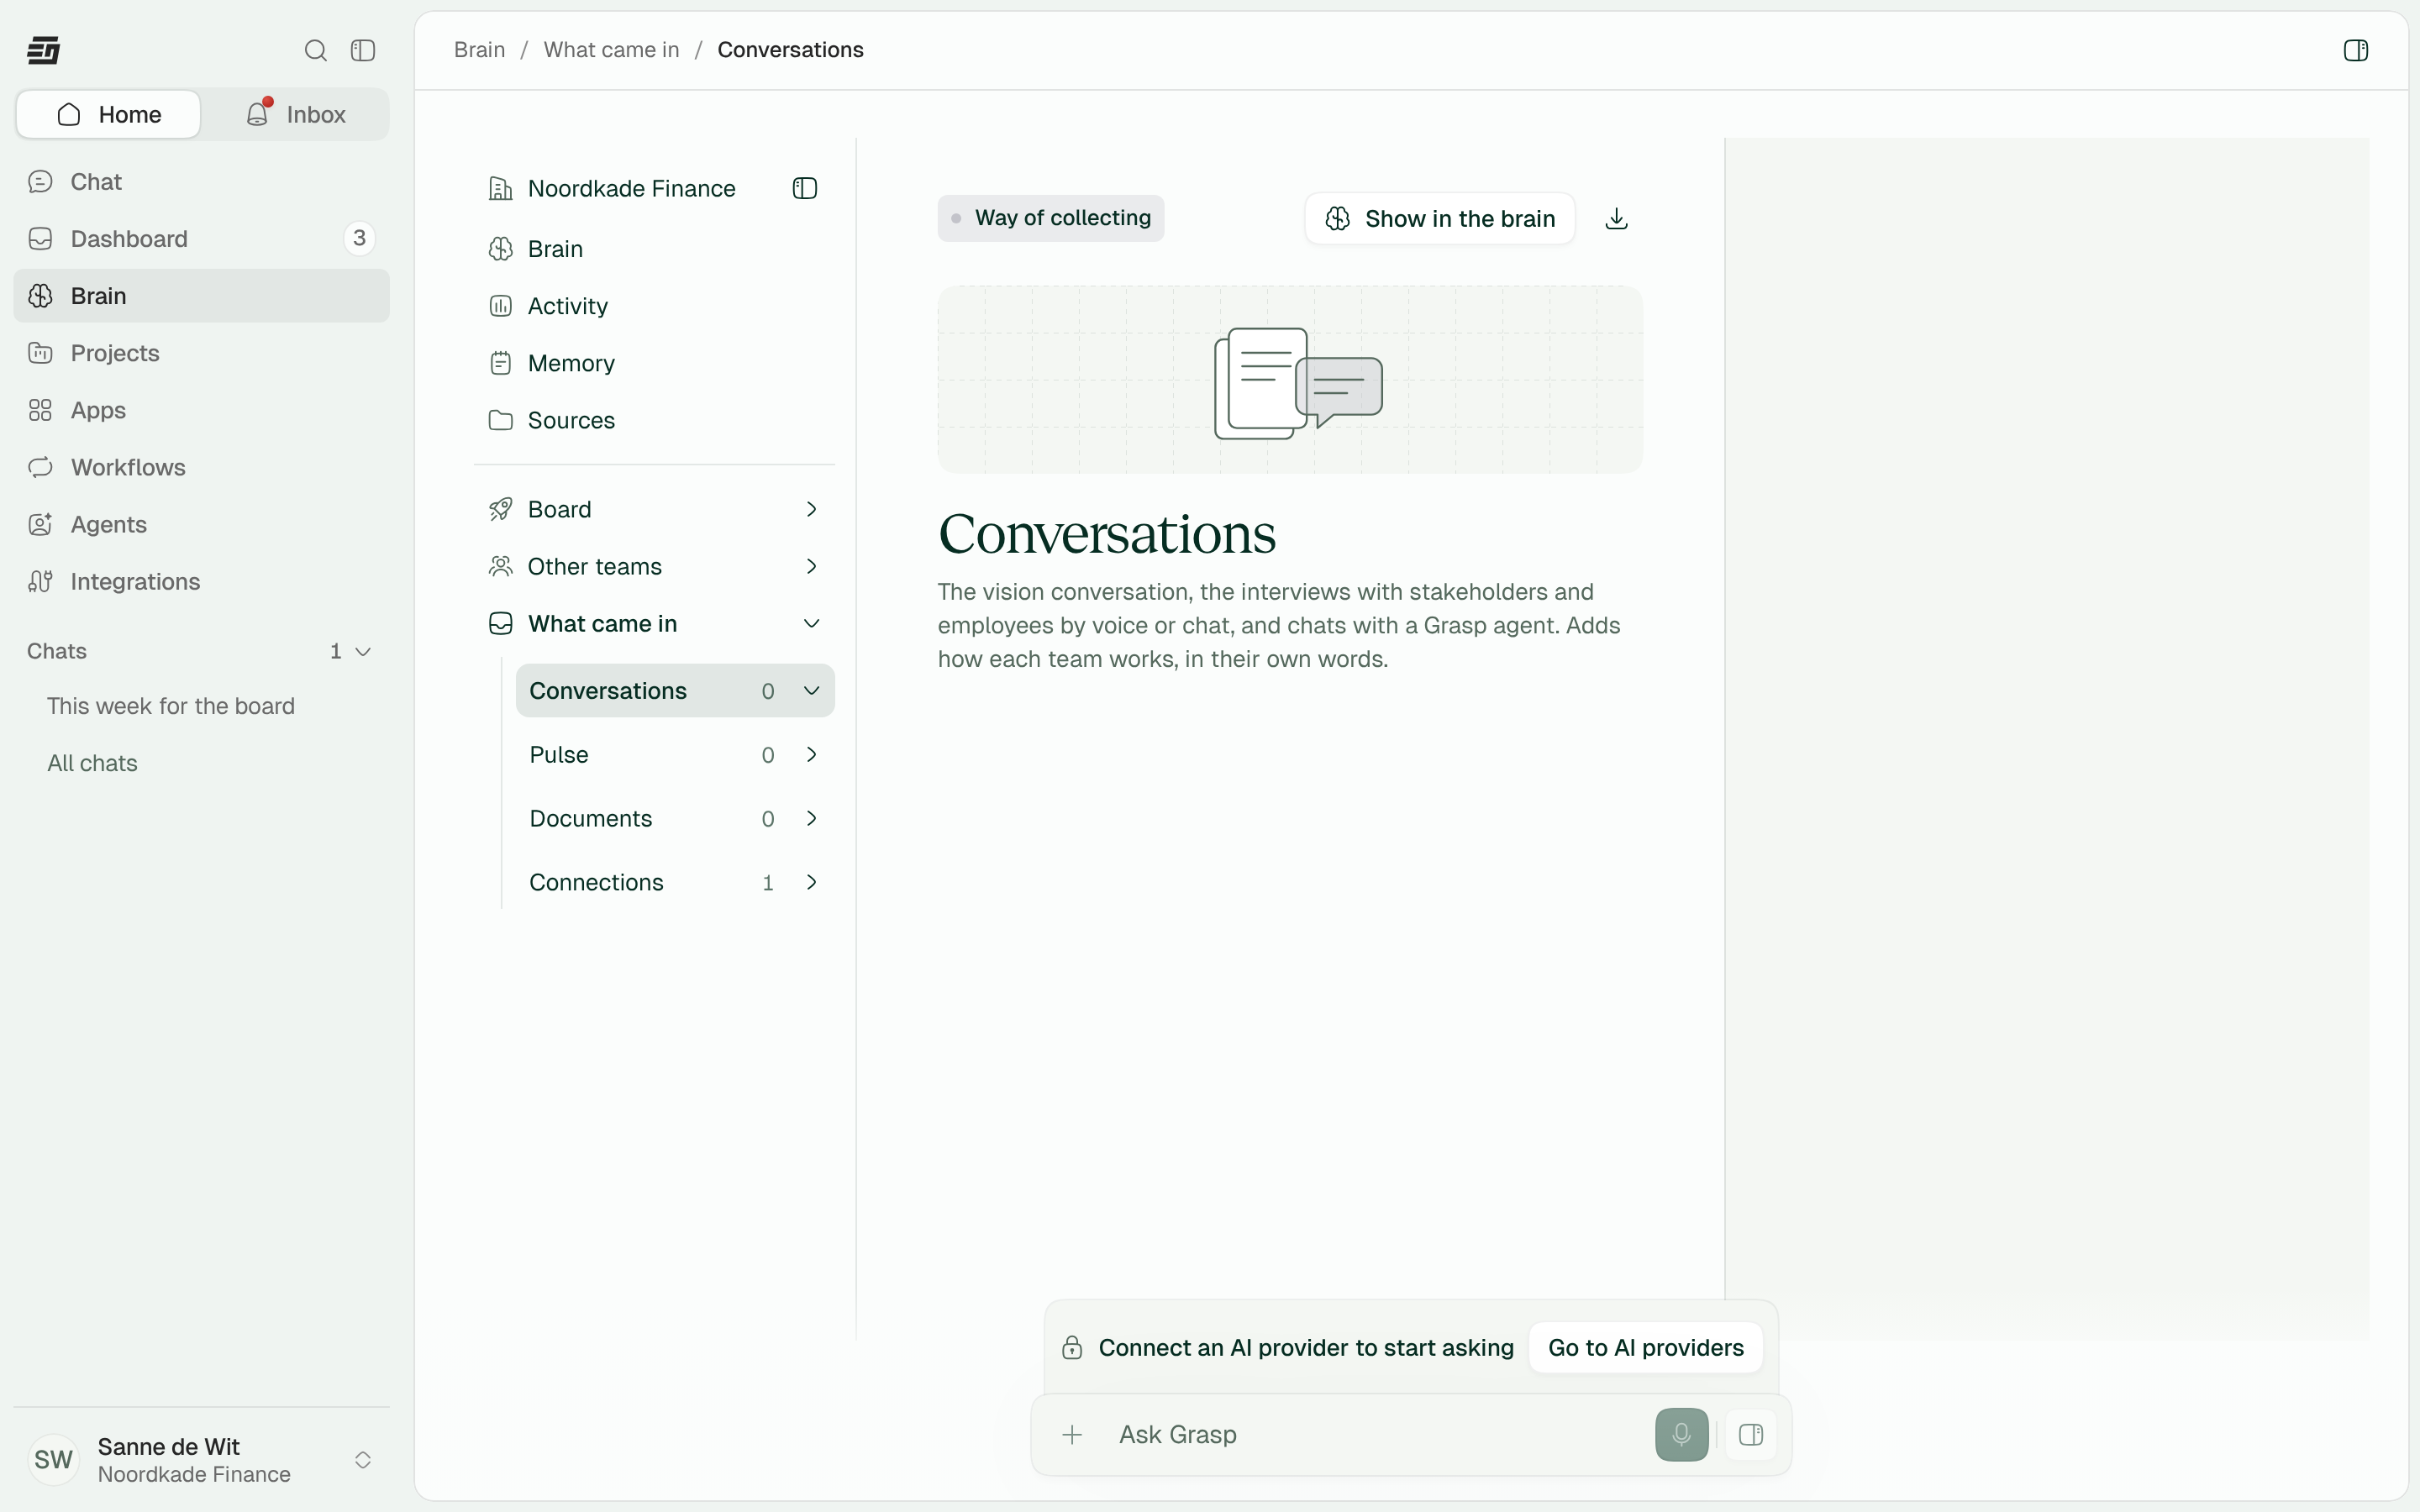 Home
Inbox
Chat
Dashboard
3
Brain
Projects
Apps
Workflows
Agents
Integrations
Chats
1
This week for the board
All chats
SW
Sanne de Wit
Noordkade Finance
Brain / What came in / Conversations
Noordkade Finance
Brain
Activity
Memory
Sources
Board
Other teams
What came in
Conversations 0
Pulse 0
Documents 0
Connections 1
Way of collecting
Show in the brain
Conversations
The vision conversation, the interviews with stakeholders and
employees by voice or chat, and chats with a Grasp agent. Adds
how each team works, in their own words.
Connect an AI provider to start asking
Go to AI providers
Ask Grasp